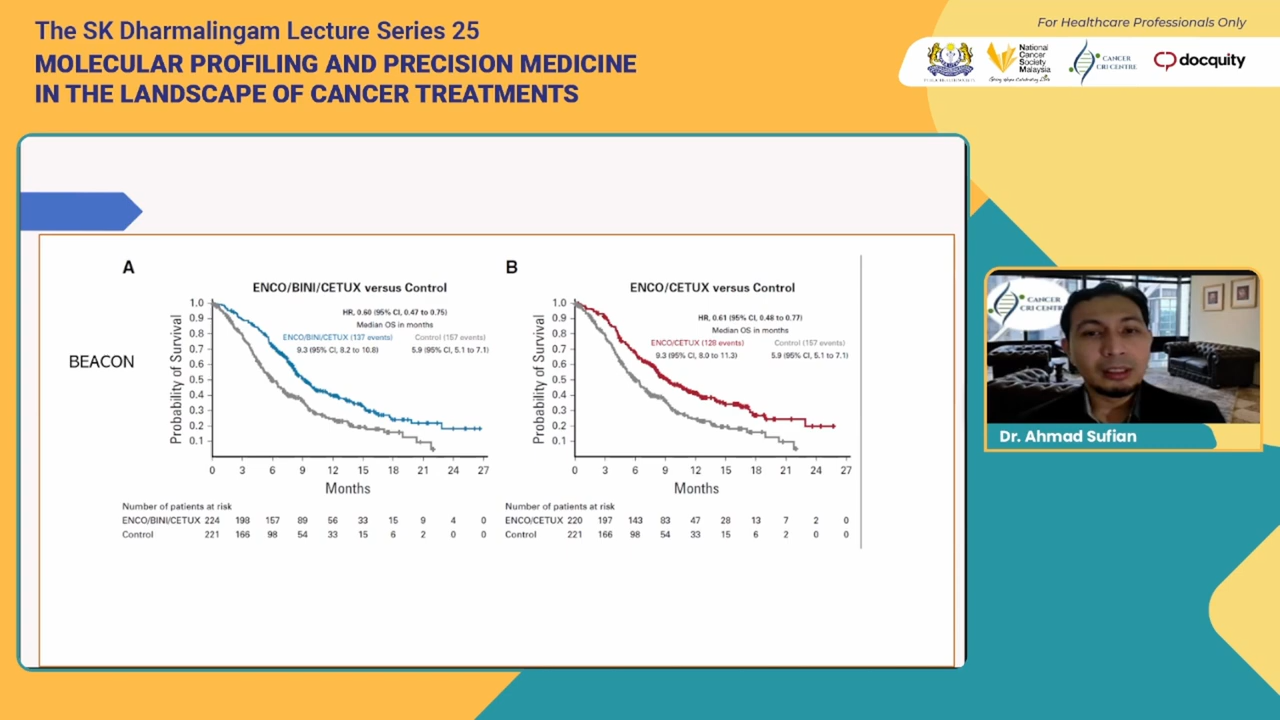 The SK Dharmalingam Lecture Series 25
MOLECULAR PROFILING AND PRECISION MEDICINE
IN THE LANDSCAPE OF CANCER TREATMENTS
For Healthcare Professionals Only
National
Cancer
Society
Malaysia
Giving Hope. Celebrating Life
CANCER
CRI CENTRE
docquity
BEACON
A
ENCO/BINI/CETUX versus Control
HR, 0.60 (95% CI, 0.47 to 0.75)
Median OS in months
ENCO/BINI/CETUX (137 events) Control (157 events)
9.3 (95% CI, 8.2 to 10.8) 5.9 (95% CI, 5.1 to 7.1)
Probability of Survival
1.0
0.9
0.8
0.7
0.6
0.5
0.4
0.3
0.2
0.1
0 3 6 9 12 15 18 21 24 27
Months
Number of patients at risk
ENCO/BINI/CETUX 224 198 157 89 56 33 15 9 4 0
Control 221 166 98 54 33 15 6 2 0 0
B
ENCO/CETUX versus Control
HR, 0.61 (95% CI, 0.48 to 0.77)
Median OS in months
ENCO/CETUX (128 events) Control (157 events)
9.3 (95% CI, 8.0 to 11.3) 5.9 (95% CI, 5.1 to 7.1)
Probability of Survival
1.0
0.9
0.8
0.7
0.6
0.5
0.4
0.3
0.2
0.1
0 3 6 9 12 15 18 21 24 27
Months
Number of patients at risk
ENCO/CETUX 220 197 143 83 47 28 13 7 2 0
Control 221 166 98 54 33 15 6 2 0 0
CANCER
CRI CENTRE
Dr. Ahmad Sufian